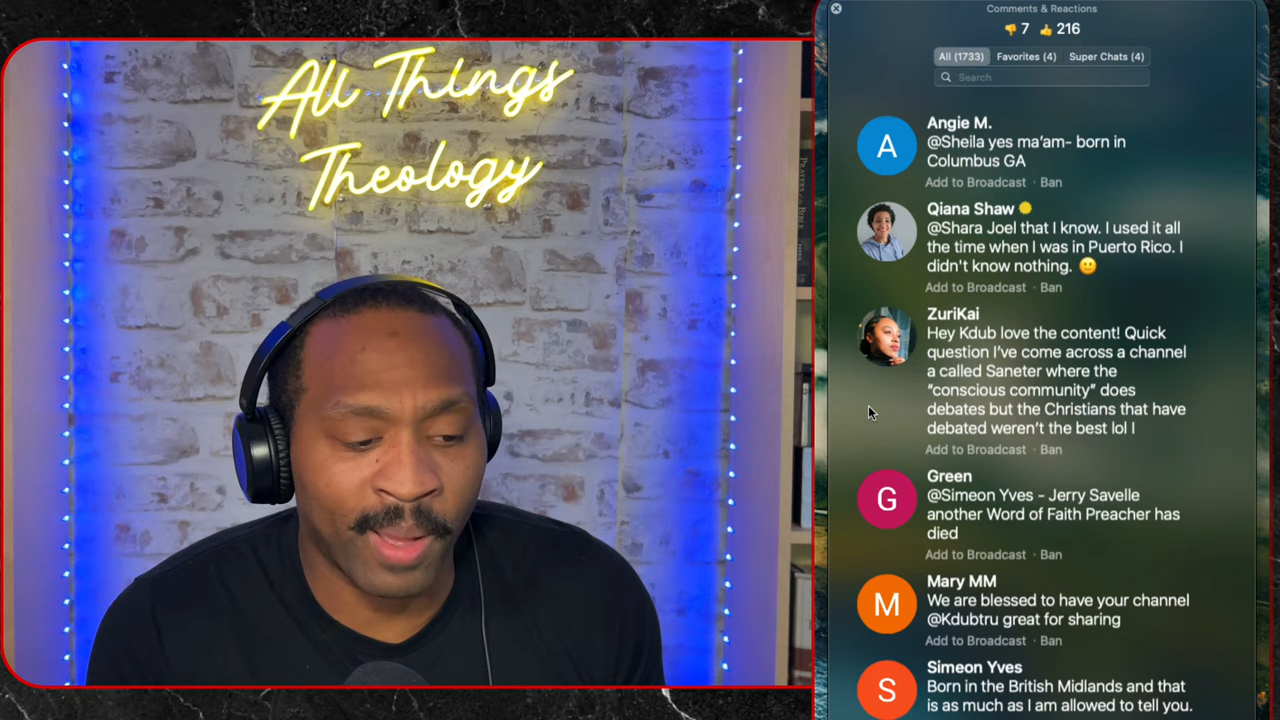 All Things
Theology
PRAYERS OF THE BIBLE
Comments & Reactions
👎 7 👍 216
All (1733) Favorites (4) Super Chats (4)
Search
A
Angie M.
@Sheila yes ma’am- born in
Columbus GA
Add to Broadcast · Ban
Qiana Shaw
@Shara Joel that I know. I used it all
the time when I was in Puerto Rico. I
didn't know nothing. 🙂
Add to Broadcast · Ban
ZuriKai
Hey Kdub love the content! Quick
question I’ve come across a channel
a called Saneter where the
“conscious community” does
debates but the Christians that have
debated weren’t the best lol I
Add to Broadcast · Ban
G
Green
@Simeon Yves - Jerry Savelle
another Word of Faith Preacher has
died
Add to Broadcast · Ban
M
Mary MM
We are blessed to have your channel
@Kdubtru great for sharing
Add to Broadcast · Ban
S
Simeon Yves
Born in the British Midlands and that
is as much as I am allowed to tell you.